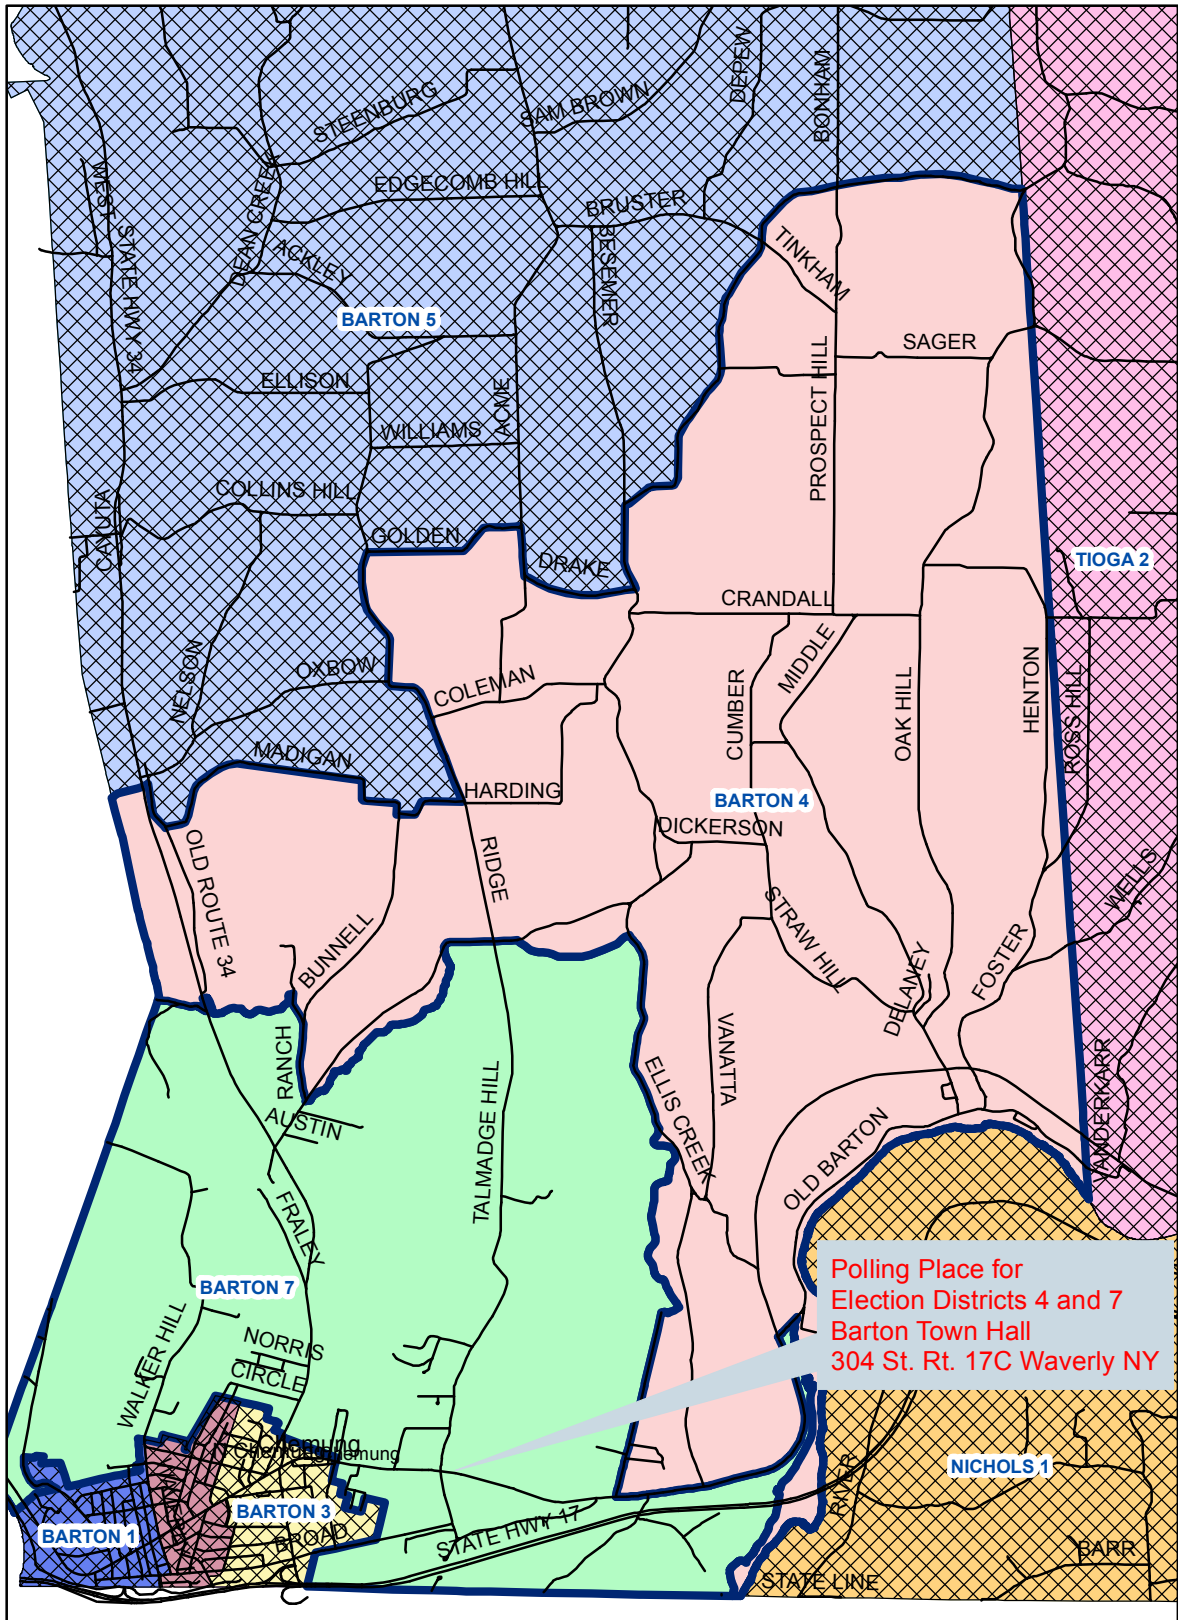 STEENBURG
SAM BROWN
DEPEW
BONHAM
WEST
STATE HWY 34
DEAN CREEK
EDGECOMB HILL
BRUSTER
BESEMER
ACKLEY
TINKHAM
BARTON 5
SAGER
ELLISON
ACME
WILLIAMS
PROSPECT HILL
COLLINS HILL
CANUTA
GOLDEN
DRAKE
TIOGA 2
CRANDALL
NELSON
OXBOW
COLEMAN
CUMBER
MIDDLE
OAK HILL
HENTON
ROSS HILL
MADIGAN
HARDING
BARTON 4
DICKERSON
OLD ROUTE 34
RIDGE
WELLS
BUNNELL
STRAW HILL
DELANEY
FOSTER
RANCH
AUSTIN
VANATTA
ELLIS CREEK
VANDERKARR
TALMADGE HILL
OLD BARTON
FRALEY
BARTON 7
Polling Place for
Election Districts 4 and 7
Barton Town Hall
304 St. Rt. 17C Waverly NY
WALKER HILL
NORRIS
CIRCLE
Chemung
Chemung
Chemung
BARTON 3
BARTON 1
BROAD
STATE HWY 17
RIVER
NICHOLS 1
BARR
STATE LINE